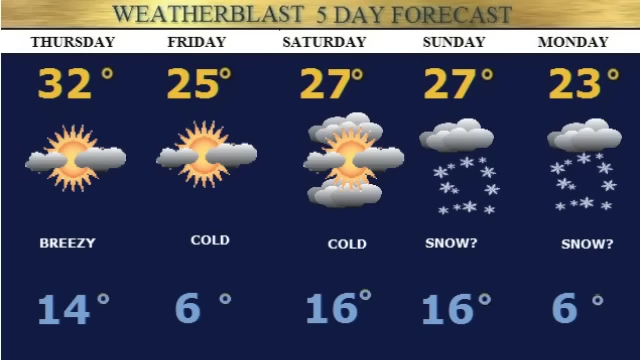 WEATHERBLAST 5 DAY FORECAST
THURSDAY FRIDAY SATURDAY SUNDAY MONDAY
32° 25° 27° 27° 23°
BREEZY COLD COLD SNOW? SNOW?
14° 6° 16° 16° 6°